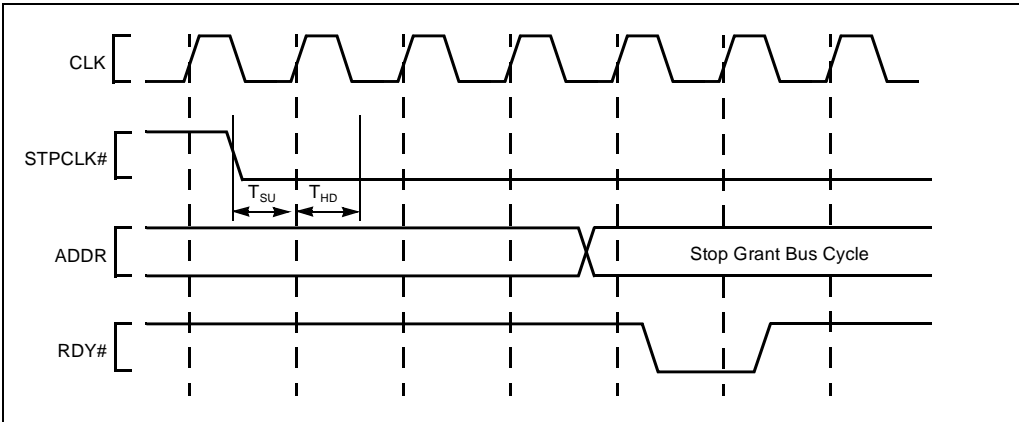 CLK
STPCLK#
TSU THD
ADDR
Stop Grant Bus Cycle
RDY#